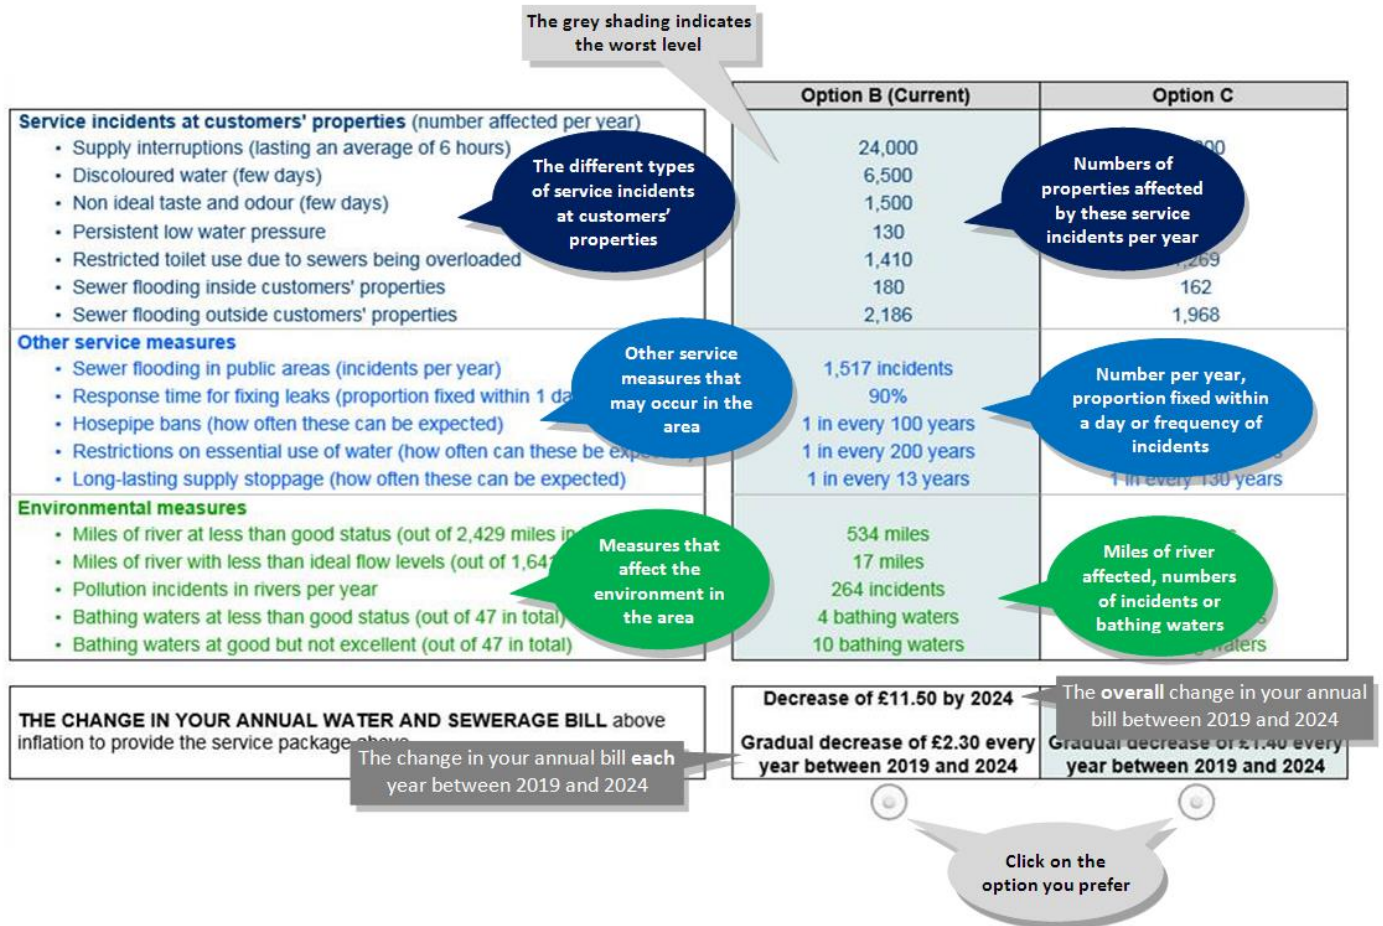 The grey shading indicates
the worst level
Option B (Current)
Option C
Service incidents at customers' properties (number affected per year)
• Supply interruptions (lasting an average of 6 hours)
24,000
• Discoloured water (few days)
6,500
• Non ideal taste and odour (few days)
1,500
• Persistent low water pressure
130
• Restricted toilet use due to sewers being overloaded
1,410
• Sewer flooding inside customers' properties
180
162
• Sewer flooding outside customers' properties
2,186
1,968
The different types
of service incidents
at customers'
properties
Numbers of
properties affected
by these service
incidents per year
Other service measures
• Sewer flooding in public areas (incidents per year)
1,517 incidents
• Response time for fixing leaks (proportion fixed within 1
90%
• Hosepipe bans (how often these can be expected)
1 in every 100 years
• Restrictions on essential use of water (how often can these be
1 in every 200 years
• Long-lasting supply stoppage (how often these can be expected)
1 in every 13 years
1 in every 130 years
Other service
measures that
may occur in the
area
Number per year,
proportion fixed within
a day or frequency of
incidents
Environmental measures
• Miles of river at less than good status (out of 2,429 miles
534 miles
• Miles of river with less than ideal flow levels (out of
17 miles
• Pollution incidents in rivers per year
264 incidents
• Bathing waters at less than good status (out of 47 in total)
4 bathing waters
• Bathing waters at good but not excellent (out of 47 in total)
10 bathing waters
Measures that
affect the
environment in
the area
Miles of river
affected, numbers
of incidents or
bathing waters
THE CHANGE IN YOUR ANNUAL WATER AND SEWERAGE BILL above
inflation to provide the service package
Decrease of £11.50 by 2024
Gradual decrease of £2.30 every
year between 2019 and 2024
Gradual decrease of £1.40 every
year between 2019 and 2024
The overall change in your annual
bill between 2019 and 2024
The change in your annual bill each
year between 2019 and 2024
Click on the
option you prefer